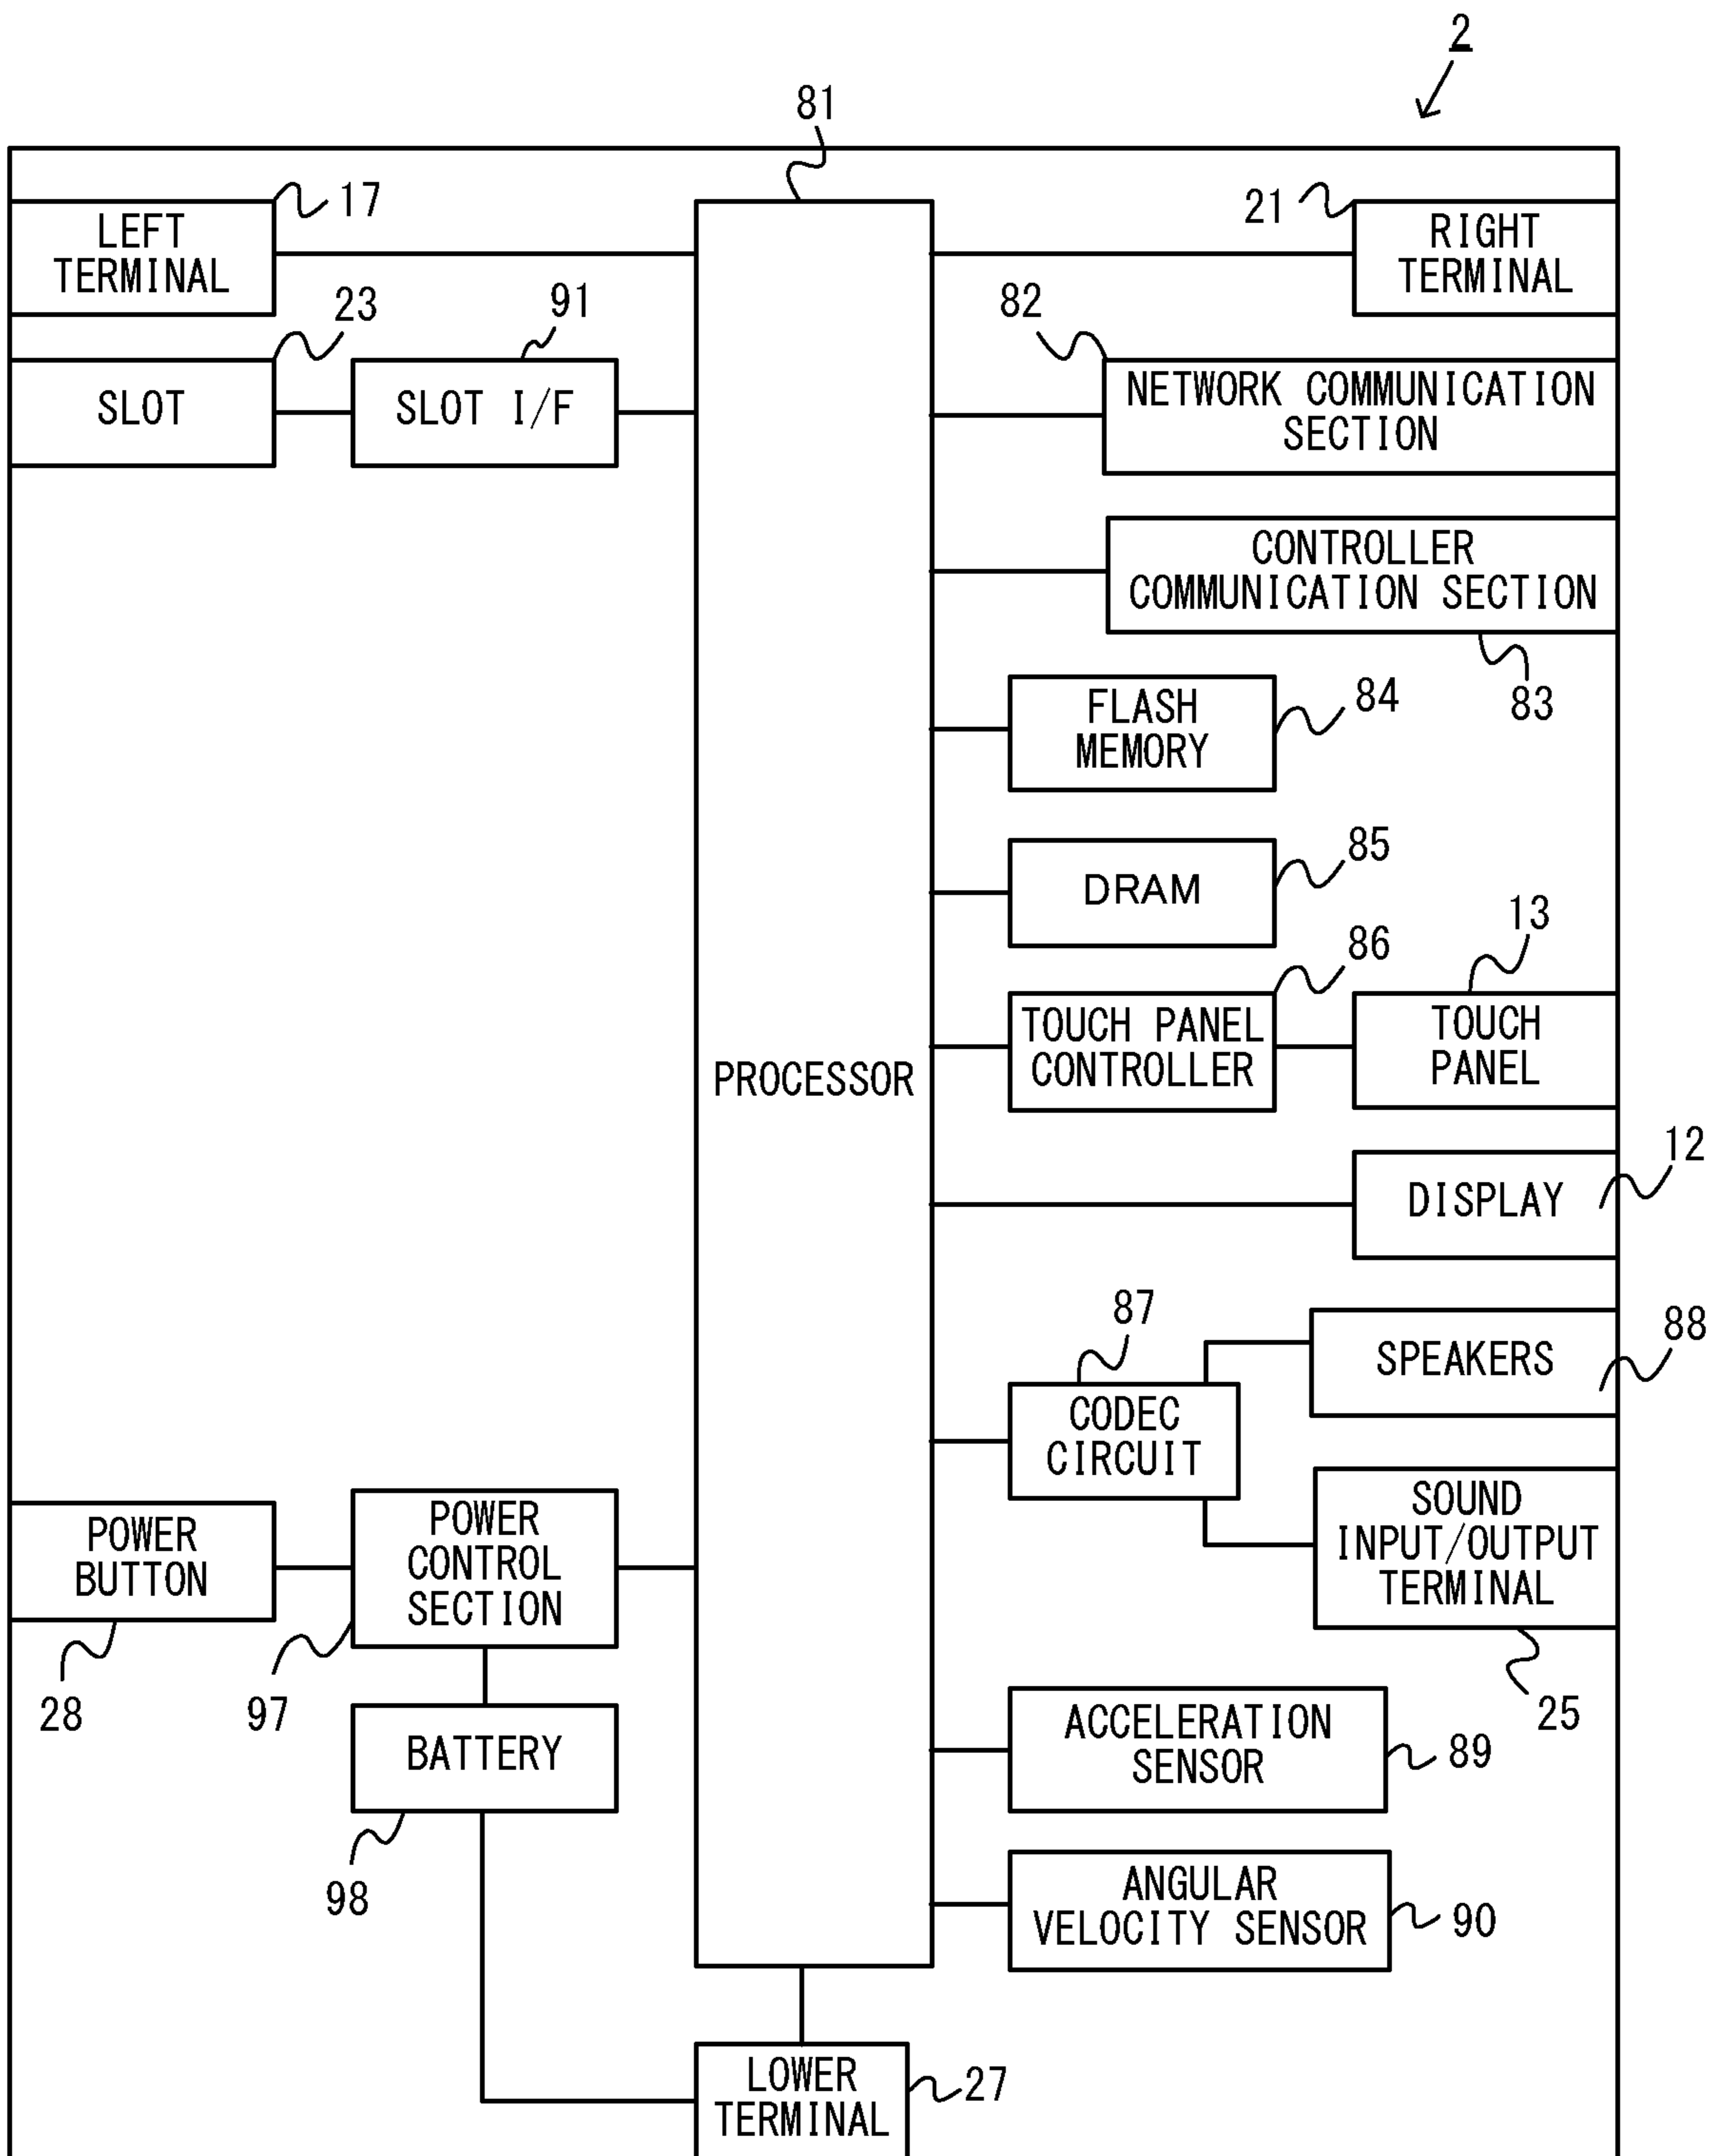 2
81
17
LEFT
TERMINAL
21
RIGHT
TERMINAL
23
SLOT
91
SLOT I/F
82
NETWORK COMMUNICATION
SECTION
CONTROLLER
COMMUNICATION SECTION
83
FLASH
MEMORY
84
DRAM
85
PROCESSOR
86
TOUCH PANEL
CONTROLLER
13
TOUCH
PANEL
12
DISPLAY
87
CODEC
CIRCUIT
88
SPEAKERS
SOUND
INPUT/OUTPUT
TERMINAL
25
POWER
BUTTON
28
POWER
CONTROL
SECTION
97
BATTERY
98
ACCELERATION
SENSOR
89
ANGULAR
VELOCITY SENSOR
90
LOWER
TERMINAL
27